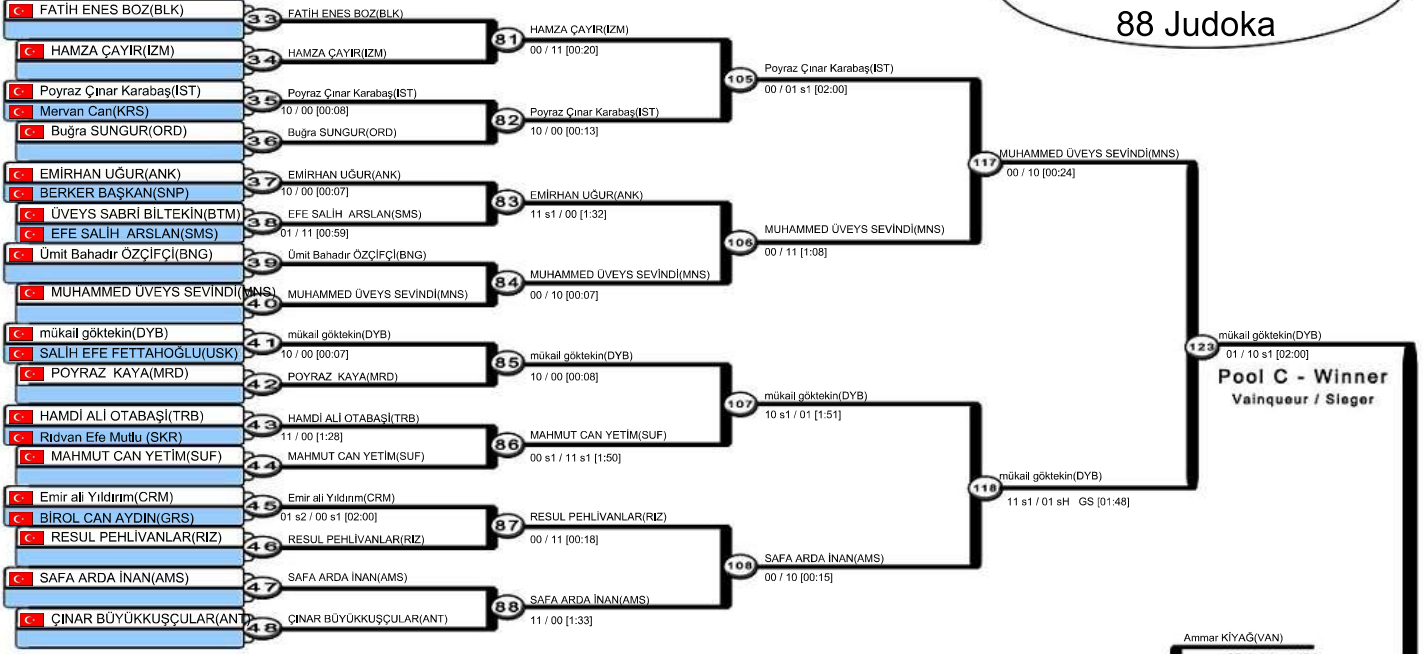 88 Judoka
FATİH ENES BOZ(BLK)
HAMZA ÇAYIR(IZM)
Poyraz Çınar Karabaş(İST)
Mervan Can(KRS)
Buğra SUNGUR(ORD)
EMİRHAN UĞUR(ANK)
BERKER BAŞKAN(SNP)
ÜVEYS SABRİ BİLTEKİN(BTM)
EFE SALİH ARSLAN(SMS)
Ümit Bahadır ÖZÇİFÇİ(BNG)
MUHAMMED ÜVEYS SEVİNDİ(MNS)
mükail göktekin(DYB)
SALİH EFE FETTAHOĞLU(USK)
POYRAZ KAYA(MRD)
HAMDİ ALİ OTABAŞİ(TRB)
Rıdvan Efe Mutlu (SKR)
MAHMUT CAN YETİM(SUF)
Emir ali Yıldırım(CRM)
BİROL CAN AYDIN(GRS)
RESUL PEHLİVANLAR(RIZ)
SAFA ARDA İNAN(AMS)
ÇINAR BÜYÜKKUŞÇULAR(ANT)
33 FATİH ENES BOZ(BLK)
34 HAMZA ÇAYIR(IZM)
35 Poyraz Çınar Karabaş(İST)
10 / 00 [00:08]
36 Buğra SUNGUR(ORD)
37 EMİRHAN UĞUR(ANK)
10 / 00 [00:07]
38 EFE SALİH ARSLAN(SMS)
01 / 11 [00:59]
39 Ümit Bahadır ÖZÇİFÇİ(BNG)
40 MUHAMMED ÜVEYS SEVİNDİ(MNS)
41 mükail göktekin(DYB)
10 / 00 [00:07]
42 POYRAZ KAYA(MRD)
43 HAMDİ ALİ OTABAŞİ(TRB)
11 / 00 [1:28]
44 MAHMUT CAN YETİM(SUF)
45 Emir ali Yıldırım(CRM)
01 s2 / 00 s1 [02:00]
46 RESUL PEHLİVANLAR(RIZ)
47 SAFA ARDA İNAN(AMS)
48 ÇINAR BÜYÜKKUŞÇULAR(ANT)
81 HAMZA ÇAYIR(IZM)
00 / 11 [00:20]
82 Poyraz Çınar Karabaş(İST)
10 / 00 [00:13]
83 EMİRHAN UĞUR(ANK)
11 s1 / 00 [1:32]
84 MUHAMMED ÜVEYS SEVİNDİ(MNS)
00 / 10 [00:07]
85 mükail göktekin(DYB)
10 / 00 [00:08]
86 MAHMUT CAN YETİM(SUF)
00 s1 / 11 s1 [1:50]
87 RESUL PEHLİVANLAR(RIZ)
00 / 11 [00:18]
88 SAFA ARDA İNAN(AMS)
11 / 00 [1:33]
105 Poyraz Çınar Karabaş(İST)
00 / 01 s1 [02:00]
106 MUHAMMED ÜVEYS SEVİNDİ(MNS)
00 / 11 [1:08]
107 mükail göktekin(DYB)
10 s1 / 01 [1:51]
108 SAFA ARDA İNAN(AMS)
00 / 10 [00:15]
117 MUHAMMED ÜVEYS SEVİNDİ(MNS)
00 / 10 [00:24]
118 mükail göktekin(DYB)
11 s1 / 01 sH GS [01:48]
123 mükail göktekin(DYB)
01 / 10 s1 [02:00]
Pool C - Winner
Vainqueur / Sieger
Ammar KİYAĞ(VAN)